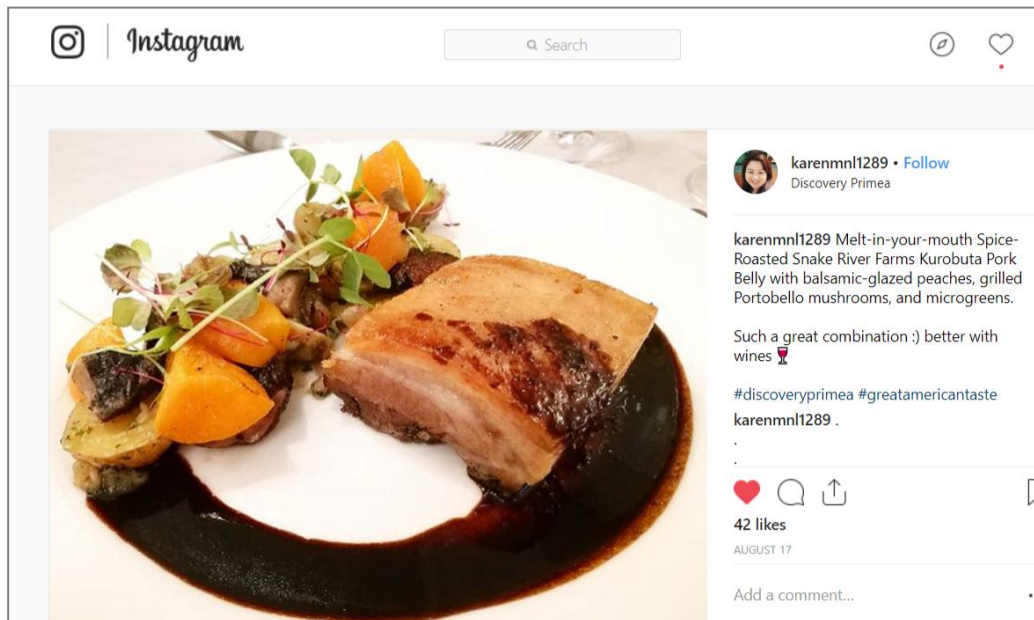 Instagram
Search
karenmnl1289 • Follow
Discovery Primea
karenmnl1289 Melt-in-your-mouth Spice-
Roasted Snake River Farms Kurobuta Pork
Belly with balsamic-glazed peaches, grilled
Portobello mushrooms, and microgreens.
Such a great combination :) better with
wines 🍷
#discoveryprimea #greatamericantaste
karenmnl1289 .
.
.
42 likes
AUGUST 17
Add a comment...